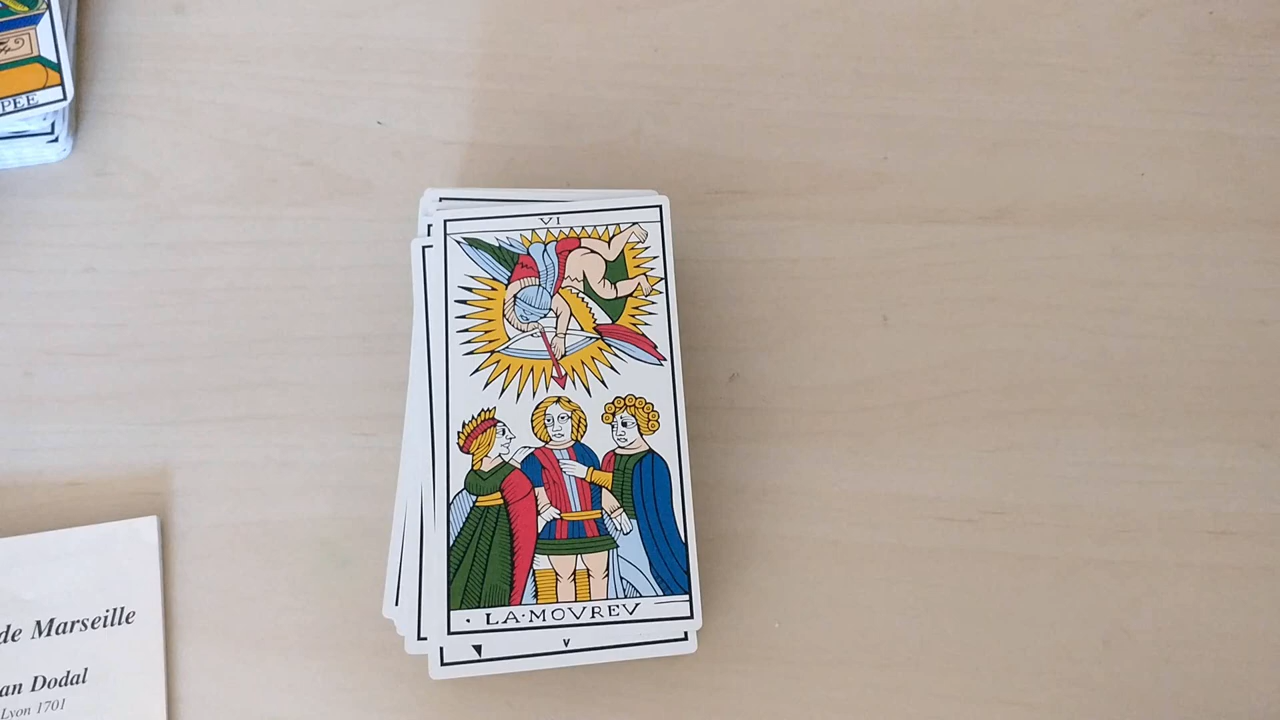 PEE
VI
LA·MOVREV
V
de Marseille
an Dodal
Lyon 1701